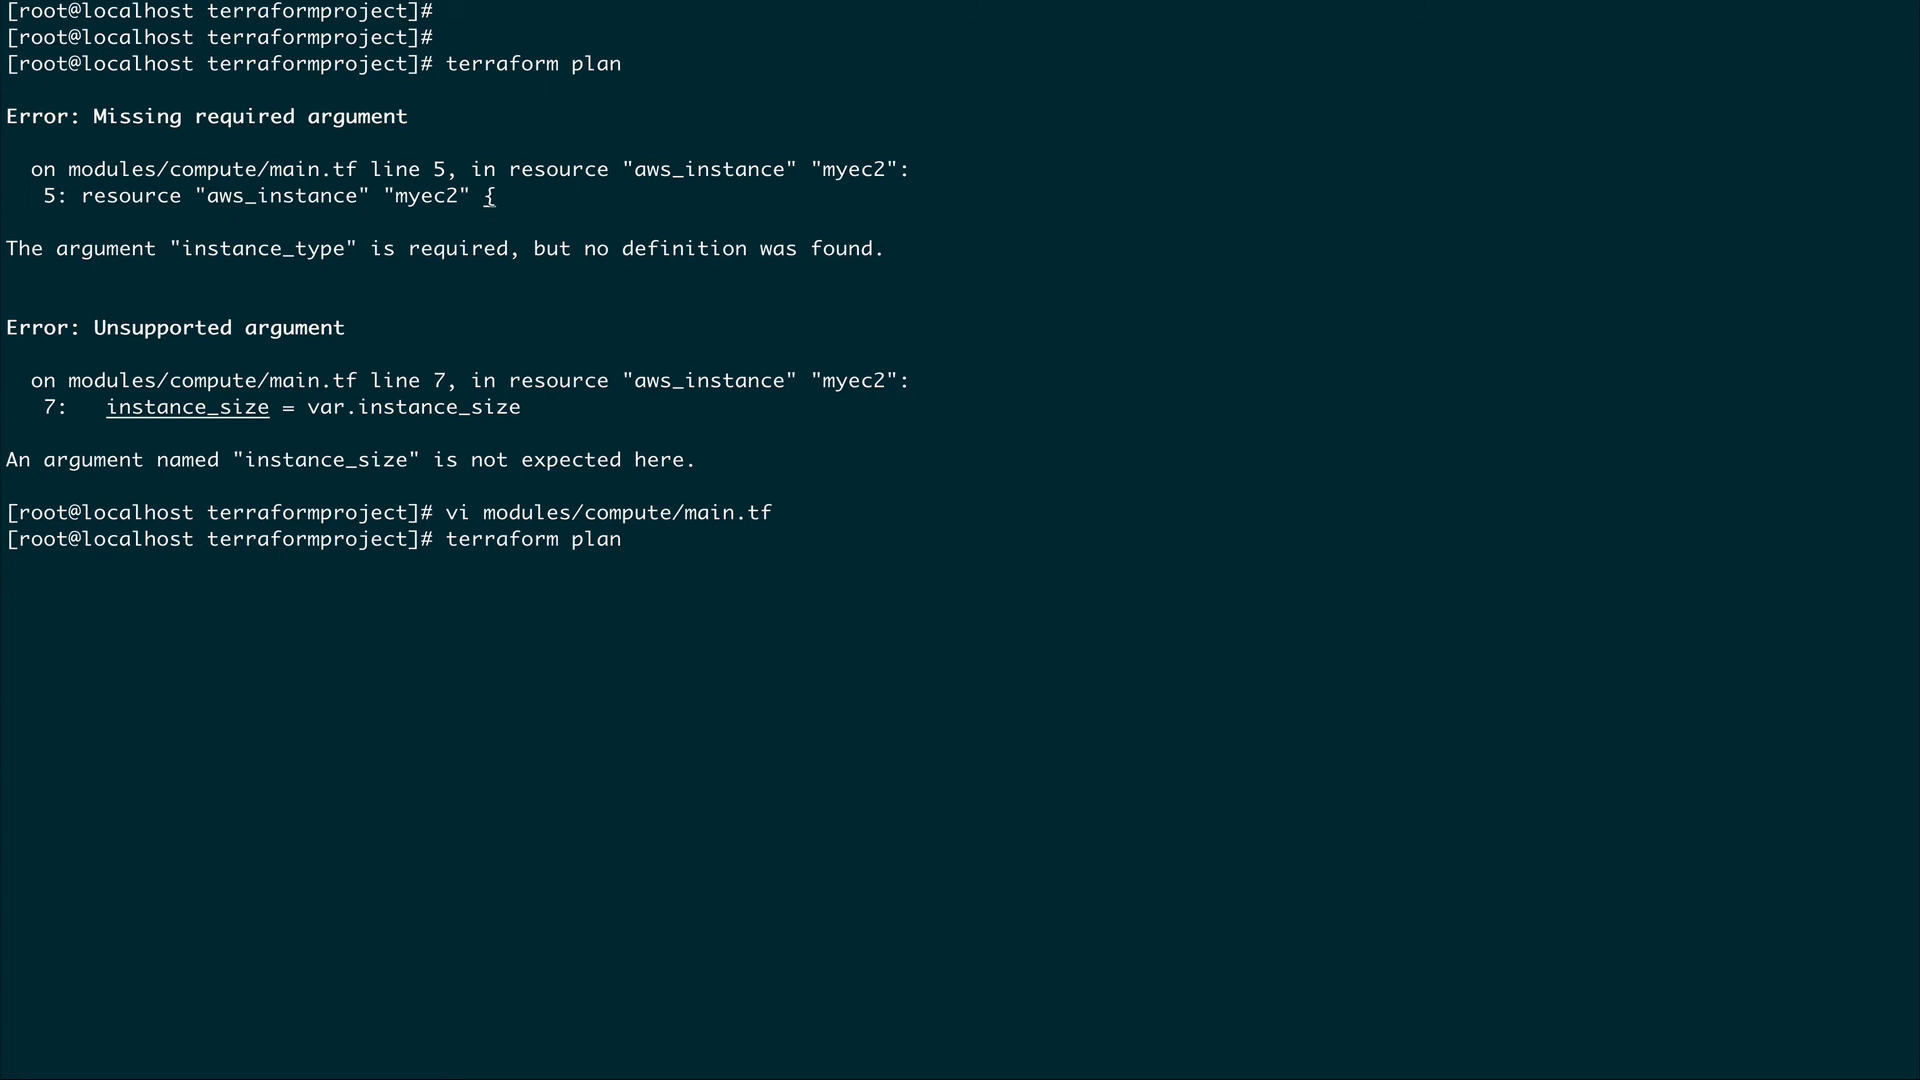 [root@localhost terraformproject]#
[root@localhost terraformproject]#
[root@localhost terraformproject]# terraform plan
Error: Missing required argument
on modules/compute/main.tf line 5, in resource "aws_instance" "myec2":
5: resource "aws_instance" "myec2" {
The argument "instance_type" is required, but no definition was found.
Error: Unsupported argument
on modules/compute/main.tf line 7, in resource "aws_instance" "myec2":
7:   instance_size = var.instance_size
An argument named "instance_size" is not expected here.
[root@localhost terraformproject]# vi modules/compute/main.tf
[root@localhost terraformproject]# terraform plan